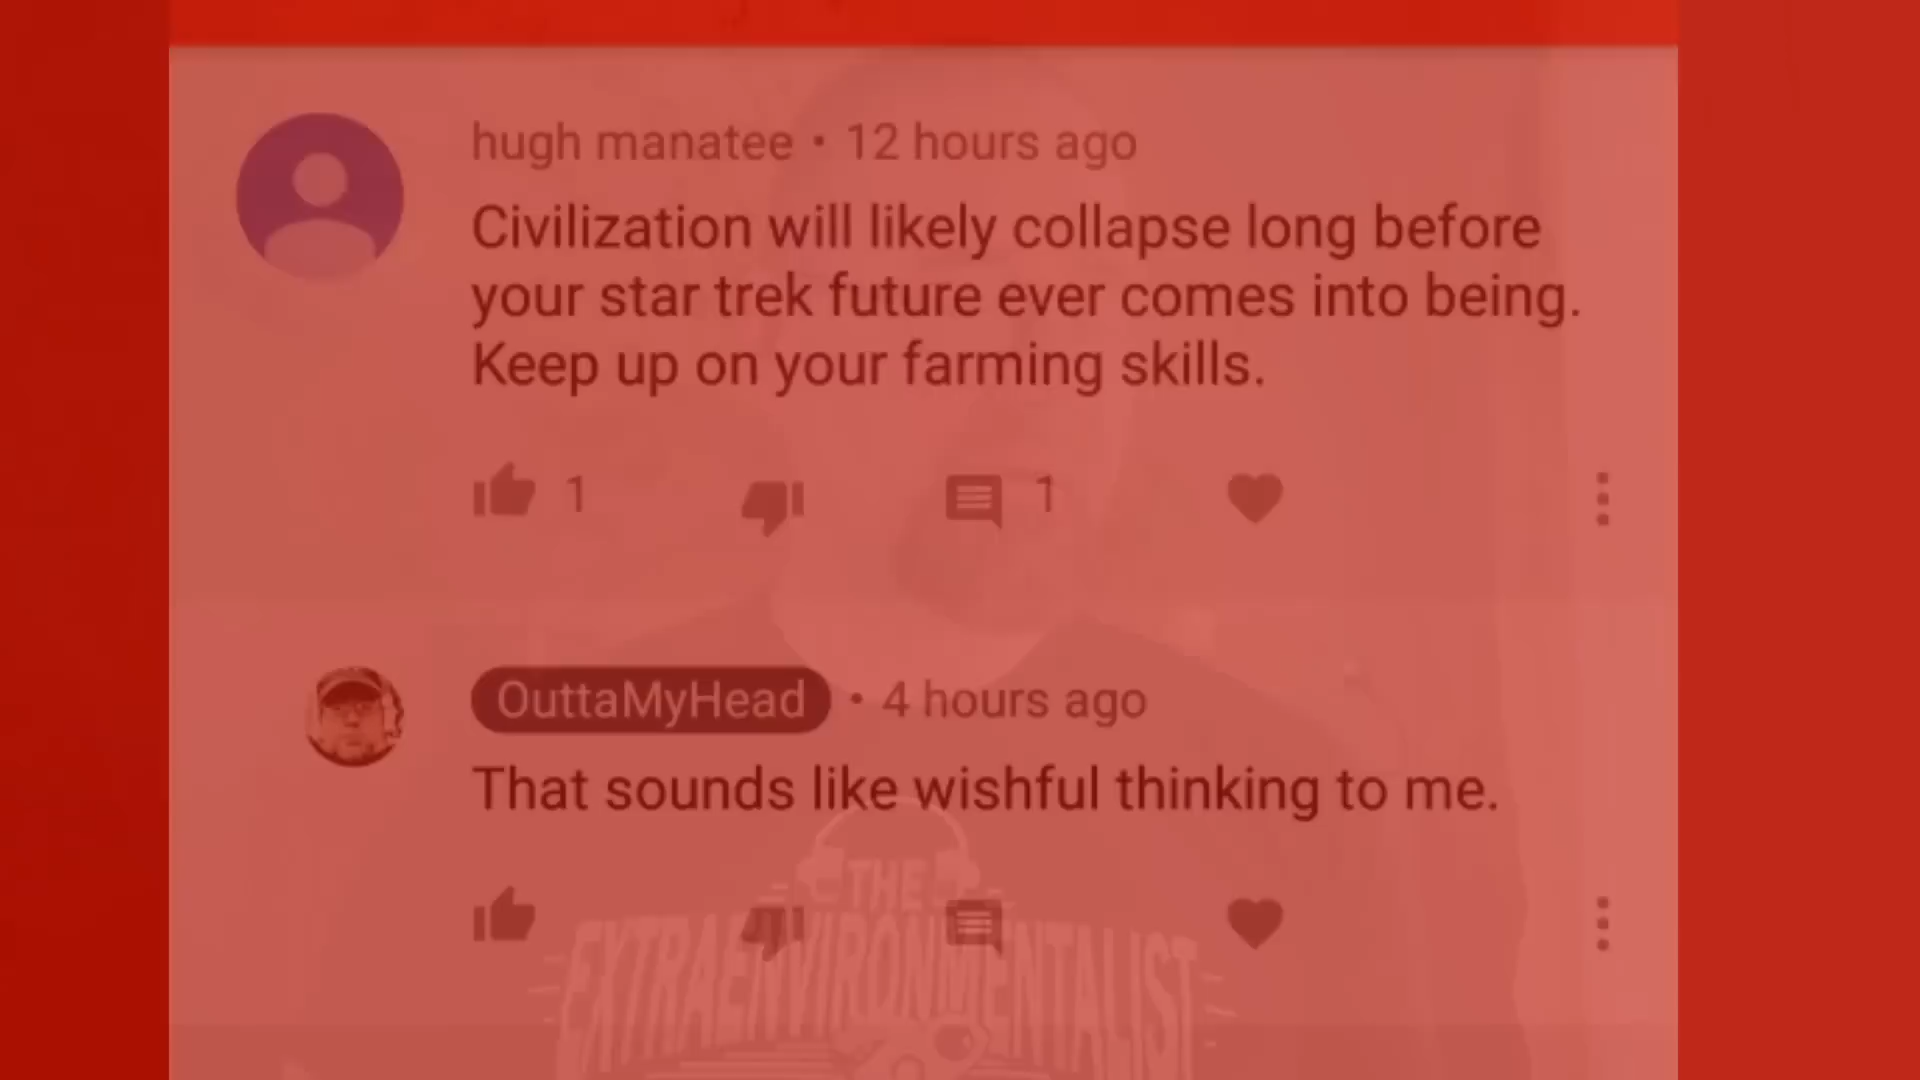 hugh manatee • 12 hours ago
Civilization will likely collapse long before
your star trek future ever comes into being.
Keep up on your farming skills.
1
1
OuttaMyHead • 4 hours ago
That sounds like wishful thinking to me.
THE
EXTRAENVIRONMENTALIST